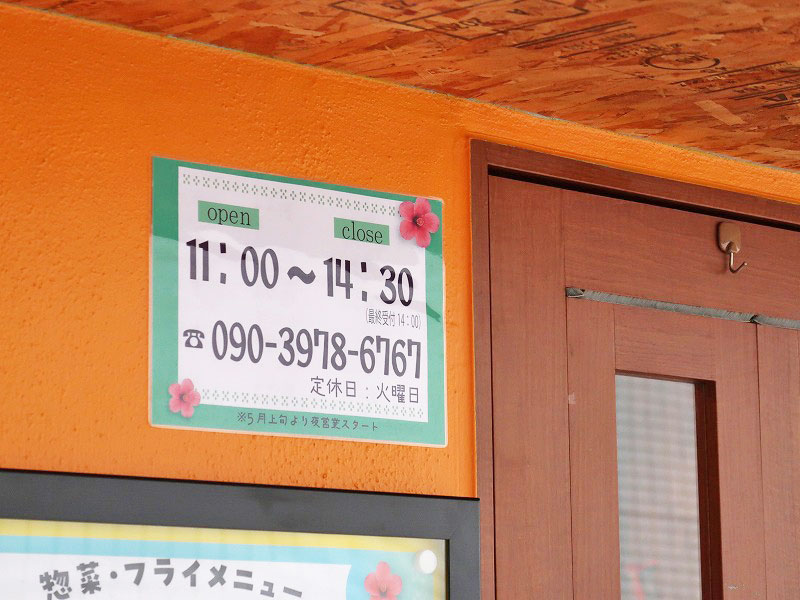 open
close
11：00～14：30
(最終受付14：00)
☎090-3978-6767
定休日：火曜日
※5月上旬より夜営業スタート
惣菜・フライメニュー